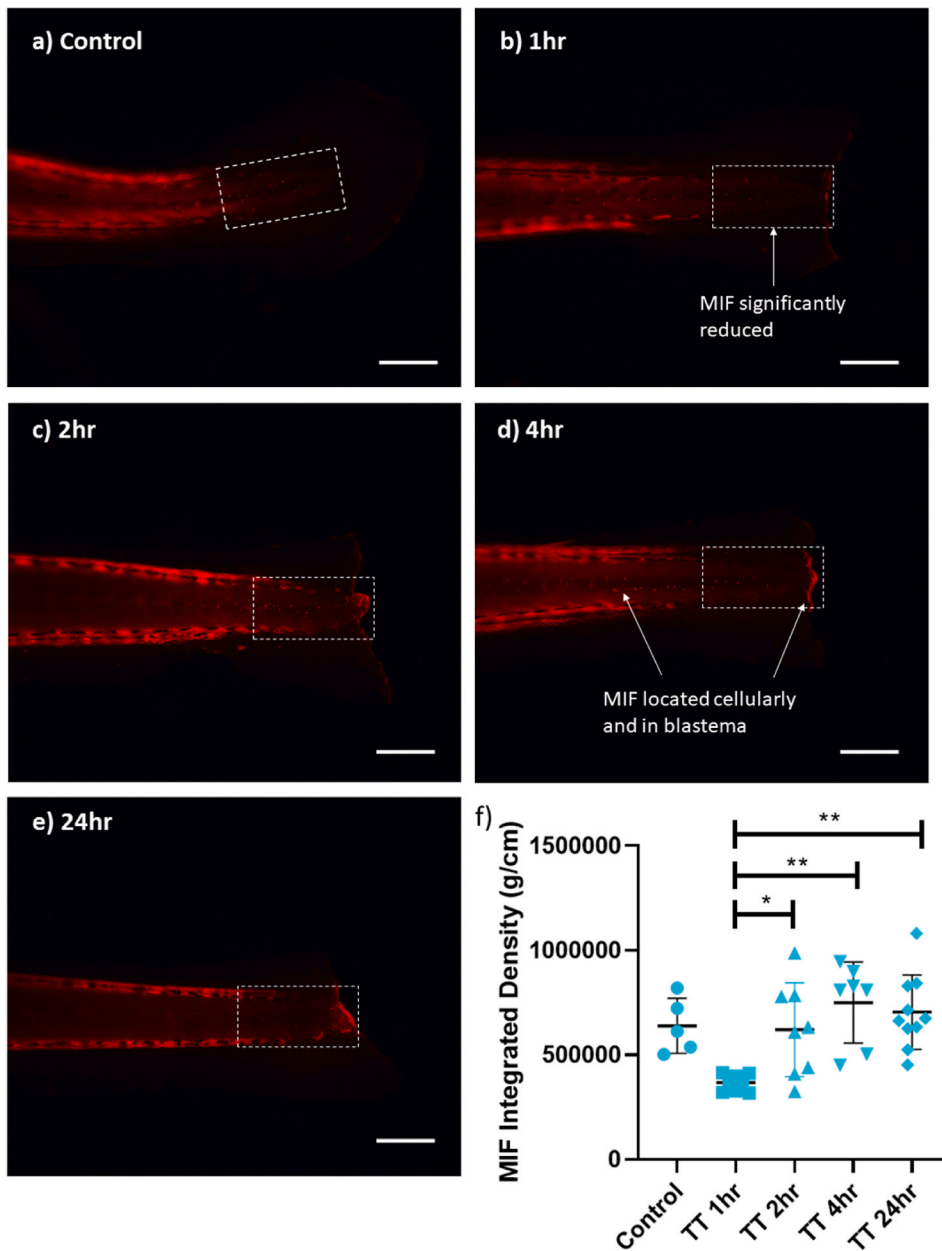 a) Control
b) 1hr
MIF significantly
reduced
c) 2hr
d) 4hr
MIF located cellularly
and in blastema
e) 24hr
f)
MIF Integrated Density (g/cm)
1500000
1000000
500000
0
**
**
*
Control
TT 1hr
TT 2hr
TT 4hr
TT 24hr